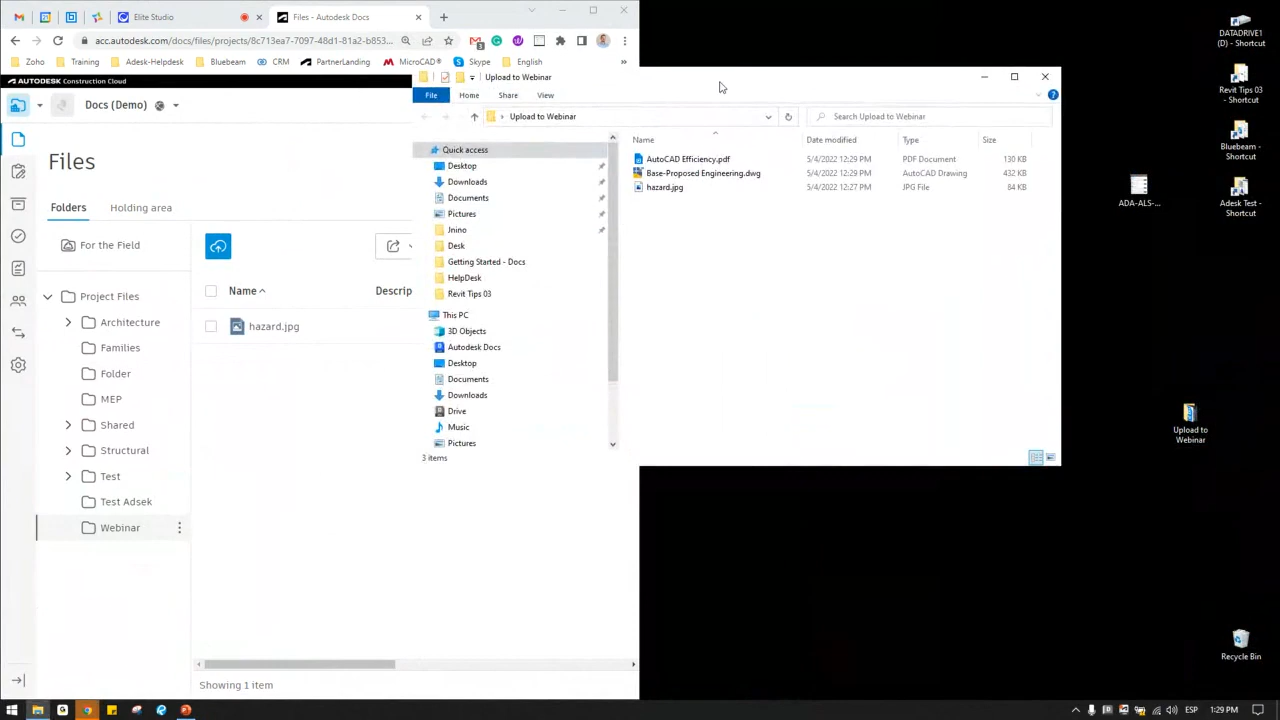 Elite Studio
Files - Autodesk Docs
acc.autodesk.com/docs/files/projects/8c713ea7-7097-48d1-81a2-b853...
Zoho
Training
Adesk-Helpdesk
Bluebeam
CRM
PartnerLanding
MicroCAD®
Skype
English
»
AUTODESK Construction Cloud
Docs (Demo)
Files
Folders
Holding area
For the Field
Project Files
Architecture
Families
Folder
MEP
Shared
Structural
Test
Test Adsek
Webinar
Name
Descrip
hazard.jpg
Showing 1 item
Upload to Webinar
File
Home
Share
View
Upload to Webinar
Search Upload to Webinar
Quick access
Desktop
Downloads
Documents
Pictures
Jnino
Desk
Getting Started - Docs
HelpDesk
Revit Tips 03
This PC
3D Objects
Autodesk Docs
Desktop
Documents
Downloads
Drive
Music
Pictures
3 items
Name Date modified Type Size
AutoCAD Efficiency.pdf 5/4/2022 12:29 PM PDF Document 130 KB
Base-Proposed Engineering.dwg 5/4/2022 12:29 PM AutoCAD Drawing 432 KB
hazard.jpg 5/4/2022 12:27 PM JPG File 84 KB
DATADRIVE1
(D) - Shortcut
Revit Tips 03
- Shortcut
Bluebeam -
Shortcut
ADA-ALS-...
Adesk Test -
Shortcut
Upload to
Webinar
Recycle Bin
ESP
1:29 PM